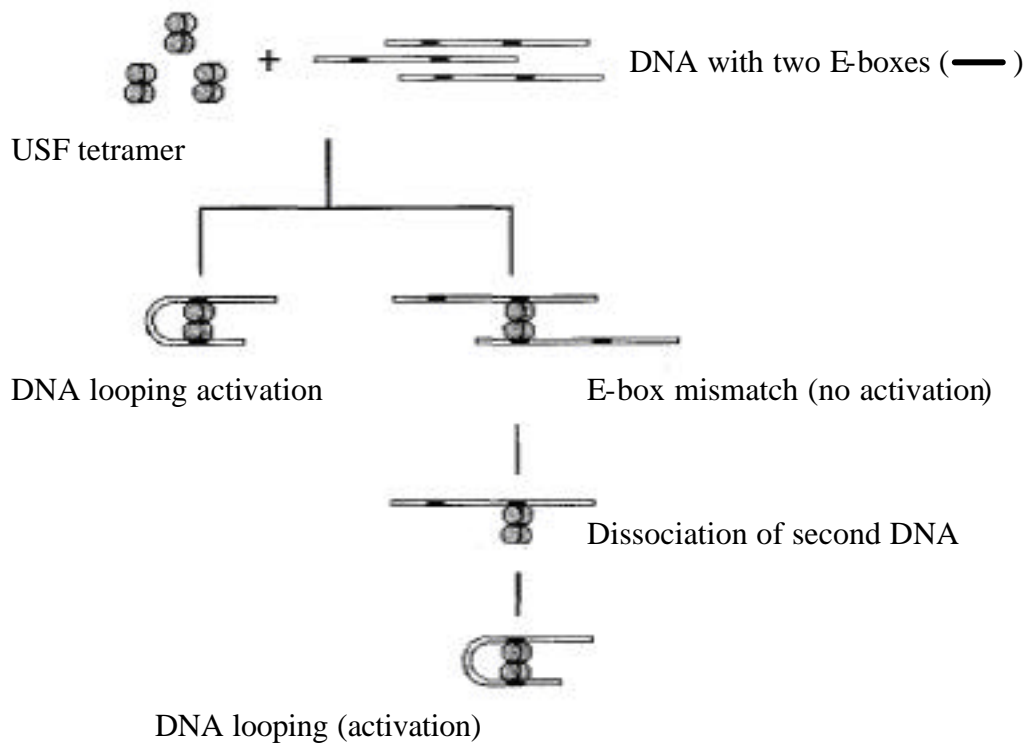 +
DNA with two E-boxes ( )
USF tetramer
DNA looping activation
E-box mismatch (no activation)
Dissociation of second DNA
DNA looping (activation)